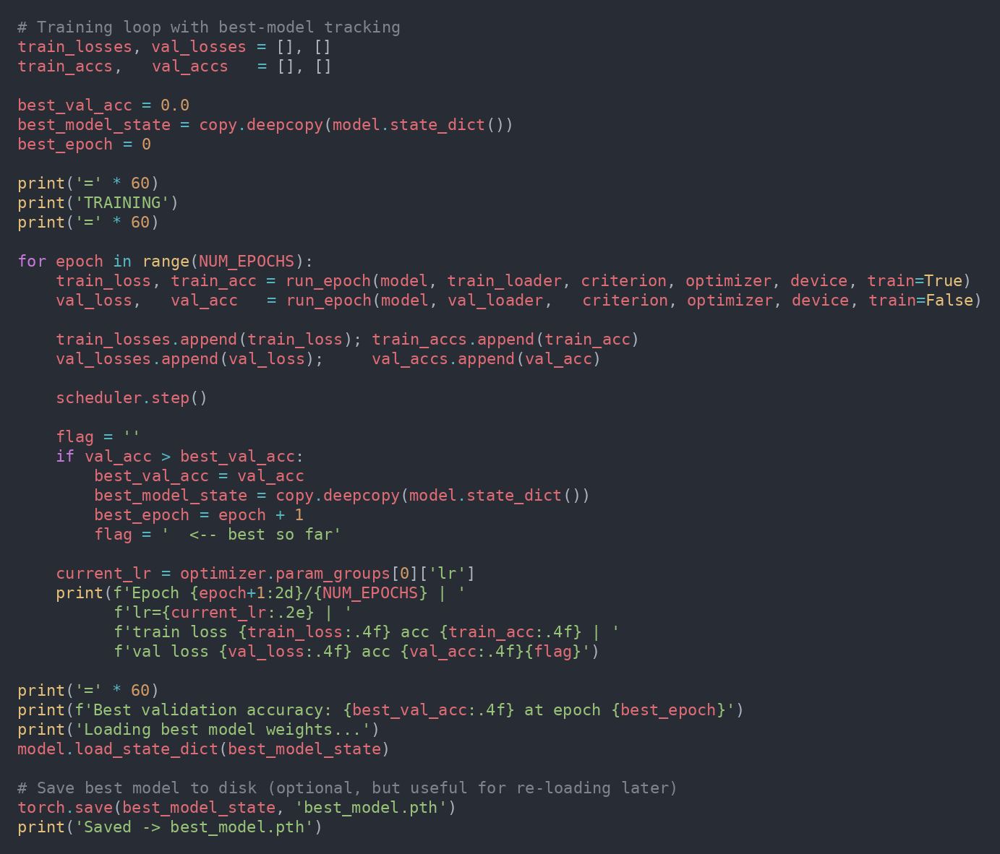 # Training loop with best-model tracking
train_losses, val_losses = [], []
train_accs,   val_accs   = [], []

best_val_acc = 0.0
best_model_state = copy.deepcopy(model.state_dict())
best_epoch = 0

print('=' * 60)
print('TRAINING')
print('=' * 60)

for epoch in range(NUM_EPOCHS):
    train_loss, train_acc = run_epoch(model, train_loader, criterion, optimizer, device, train=True)
    val_loss,   val_acc   = run_epoch(model, val_loader,   criterion, optimizer, device, train=False)

    train_losses.append(train_loss); train_accs.append(train_acc)
    val_losses.append(val_loss);     val_accs.append(val_acc)

    scheduler.step()

    flag = ''
    if val_acc > best_val_acc:
        best_val_acc = val_acc
        best_model_state = copy.deepcopy(model.state_dict())
        best_epoch = epoch + 1
        flag = '  <-- best so far'

    current_lr = optimizer.param_groups[0]['lr']
    print(f'Epoch {epoch+1:2d}/{NUM_EPOCHS} | '
          f'lr={current_lr:.2e} | '
          f'train loss {train_loss:.4f} acc {train_acc:.4f} | '
          f'val loss {val_loss:.4f} acc {val_acc:.4f}{flag}')

print('=' * 60)
print(f'Best validation accuracy: {best_val_acc:.4f} at epoch {best_epoch}')
print('Loading best model weights...')
model.load_state_dict(best_model_state)

# Save best model to disk (optional, but useful for re-loading later)
torch.save(best_model_state, 'best_model.pth')
print('Saved -> best_model.pth')